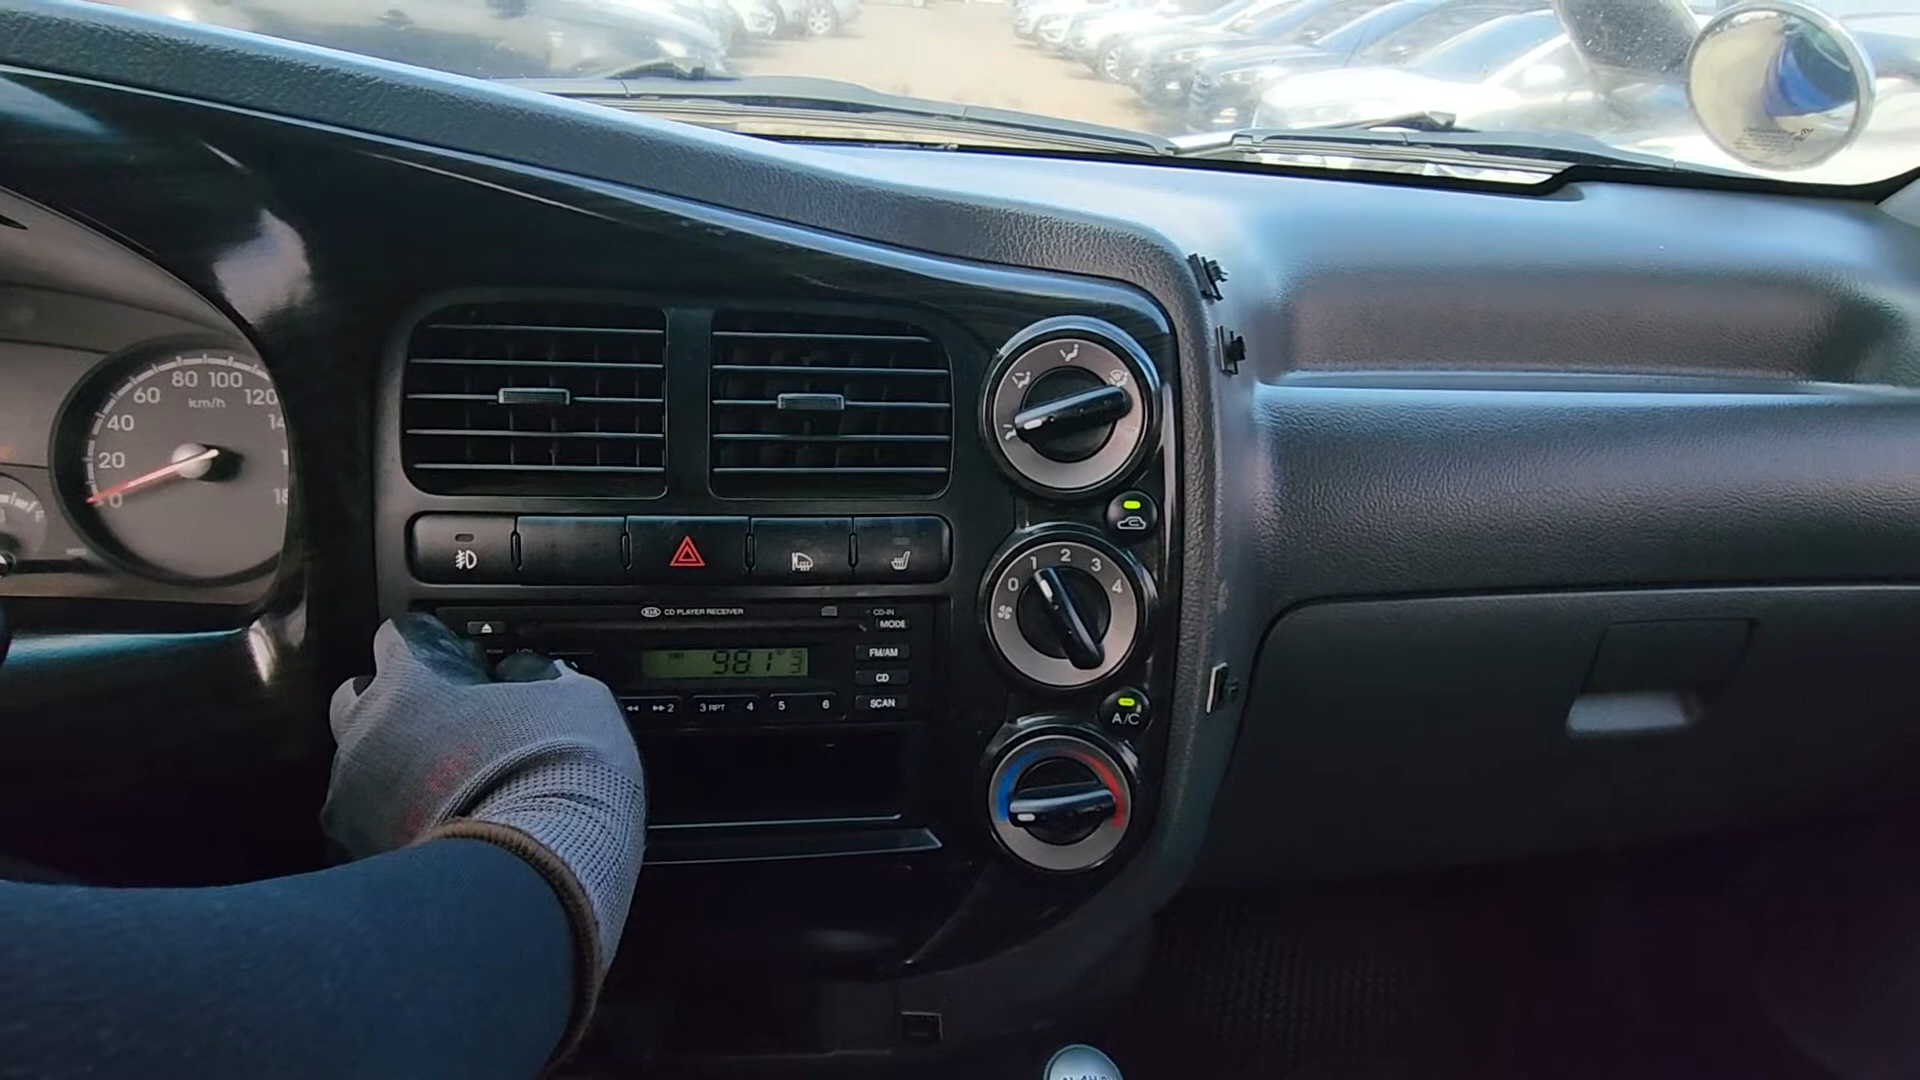 80 100
60 120
km/h
40
20
0
KIA CD PLAYER RECEIVER
CD-IN
MODE
FM/AM
98.1 3
CD
2 3 RPT 4 5 6
SCAN
0 1 2 3 4
A/C